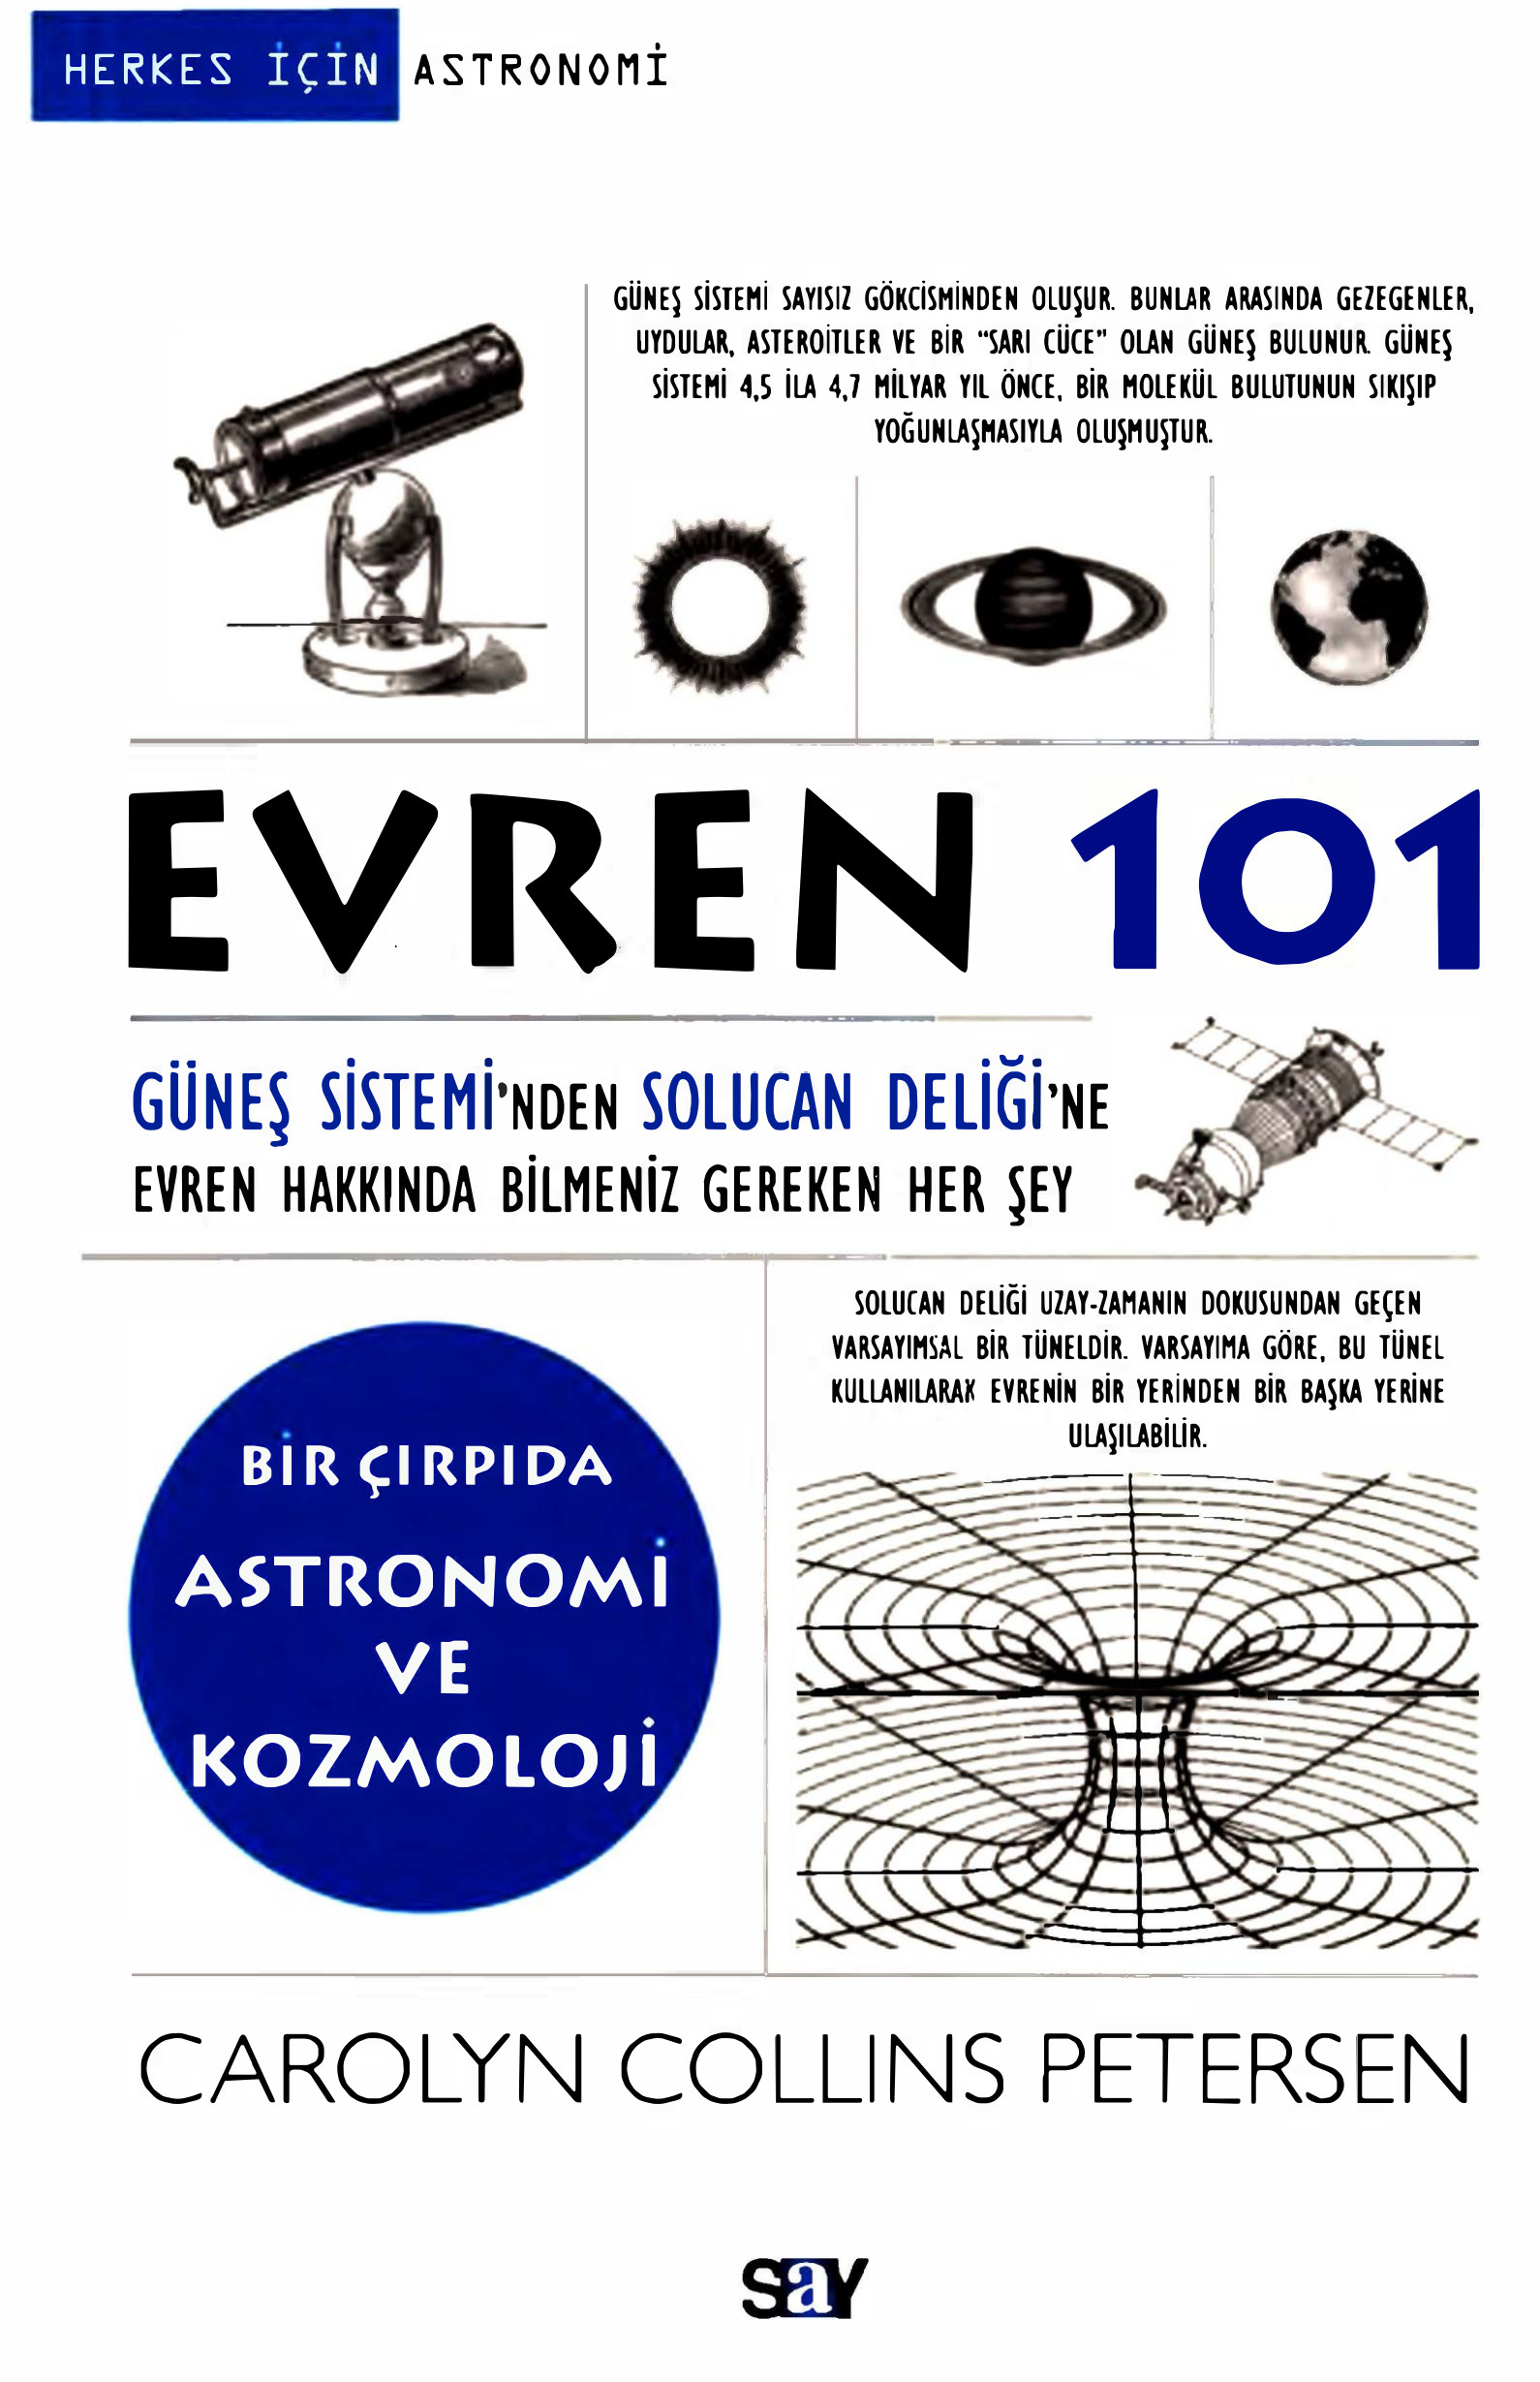 HERKES İÇİN ASTRONOMİ
GÜNEŞ SİSTEMİ SAYISIZ GÖKCİSMİNDEN OLUŞUR. BUNLAR ARASINDA GEZEGENLER,
UYDULAR, ASTEROİTLER VE BİR “SARI CÜCE” OLAN GÜNEŞ BULUNUR. GÜNEŞ
SİSTEMİ 4,5 İLA 4,7 MİLYAR YIL ÖNCE, BİR MOLEKÜL BULUTUNUN SIKIŞIP
YOĞUNLAŞMASIYLA OLUŞMUŞTUR.
EVREN 101
GÜNEŞ SİSTEMİ’NDEN SOLUCAN DELİĞİ’NE
EVREN HAKKINDA BİLMENİZ GEREKEN HER ŞEY
SOLUCAN DELİĞİ UZAY-ZAMANIN DOKUSUNDAN GEÇEN
VARSAYIMSAL BİR TÜNELDİR. VARSAYIMA GÖRE, BU TÜNEL
KULLANILARAK EVRENİN BİR YERİNDEN BİR BAŞKA YERİNE
ULAŞILABİLİR.
BİR ÇIRPIDA
ASTRONOMİ
VE
KOZMOLOJİ
CAROLYN COLLINS PETERSEN
say